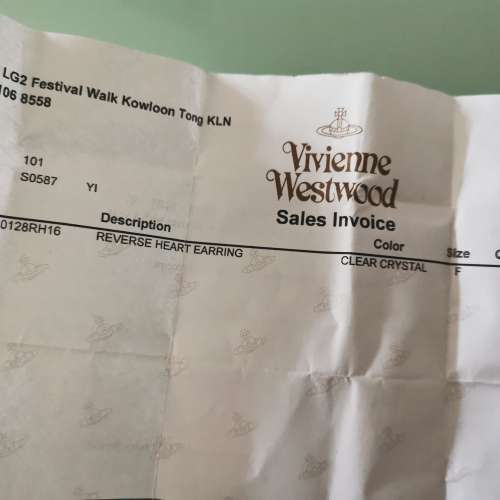 LG2 Festival Walk Kowloon Tong KLN
106 8558
Vivienne
Westwood
Sales Invoice
101
S0587 YI
Description Color Size
0128RH16 REVERSE HEART EARRING CLEAR CRYSTAL F